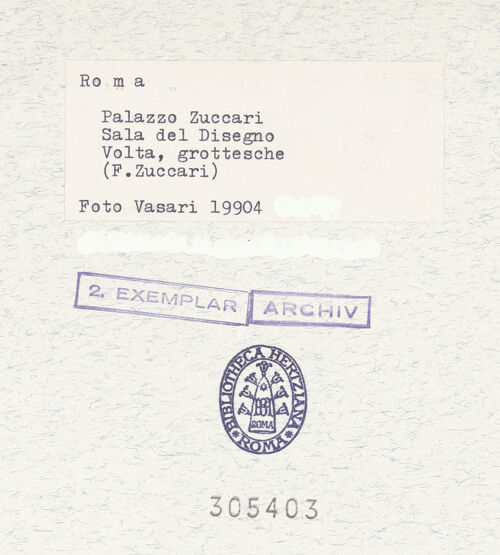 Ro m a
Palazzo Zuccari
Sala del Disegno
Volta, grottesche
(F.Zuccari)
Foto Vasari 19904
2. EXEMPLAR ARCHIV
BIBLIOTHECA HERTZIANA
ROMA
ROMA
305403